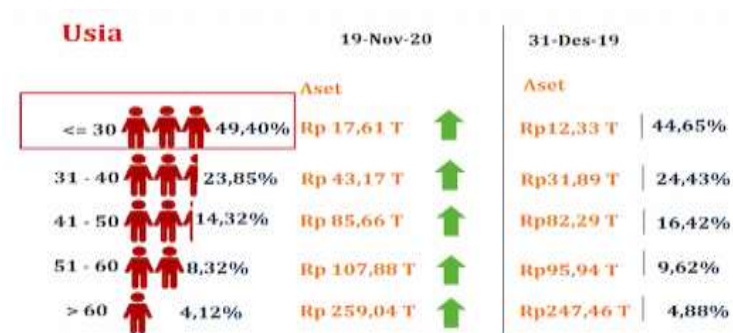 Usia 19-Nov-20 31-Des-19
Aset Aset
<= 30 49,40% Rp 17,61 T Rp12,33 T 44,65%
31 - 40 23,85% Rp 43,17 T Rp31,89 T 24,43%
41 - 50 14,32% Rp 85,66 T Rp82,29 T 16,42%
51 - 60 8,32% Rp 107,88 T Rp95,94 T 9,62%
> 60 4,12% Rp 259,04 T Rp247,46 T 4,88%